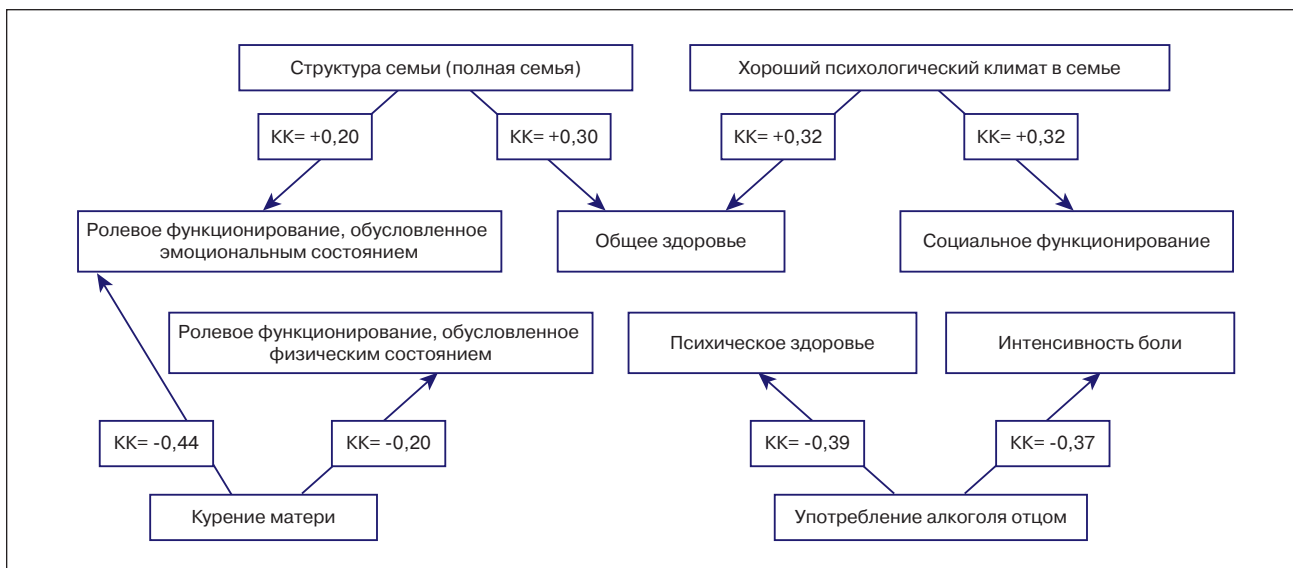 Структура семьи (полная семья)
Хороший психологический климат в семье
КК= +0,20
КК= +0,30
КК= +0,32
КК= +0,32
Ролевое функционирование, обусловленное
эмоциональным состоянием
Общее здоровье
Социальное функционирование
Ролевое функционирование, обусловленное
физическим состоянием
Психическое здоровье
Интенсивность боли
КК= -0,44
КК= -0,20
КК= -0,39
КК= -0,37
Курение матери
Употребление алкоголя отцом